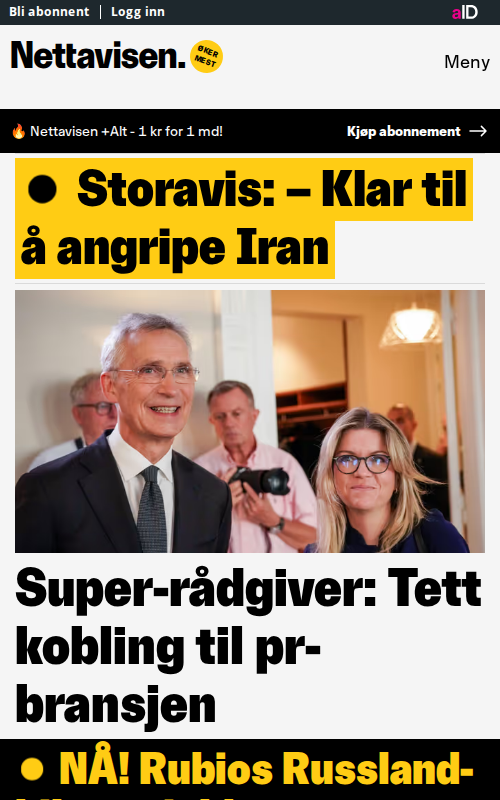 Bli abonnent | Logg inn
aID
Nettavisen.
ØKER
MEST
Meny
🔥 Nettavisen +Alt - 1 kr for 1 md!
Kjøp abonnement →
Storavis: – Klar til
å angripe Iran
Super-rådgiver: Tett
kobling til pr-
bransjen
NÅ! Rubios Russland-